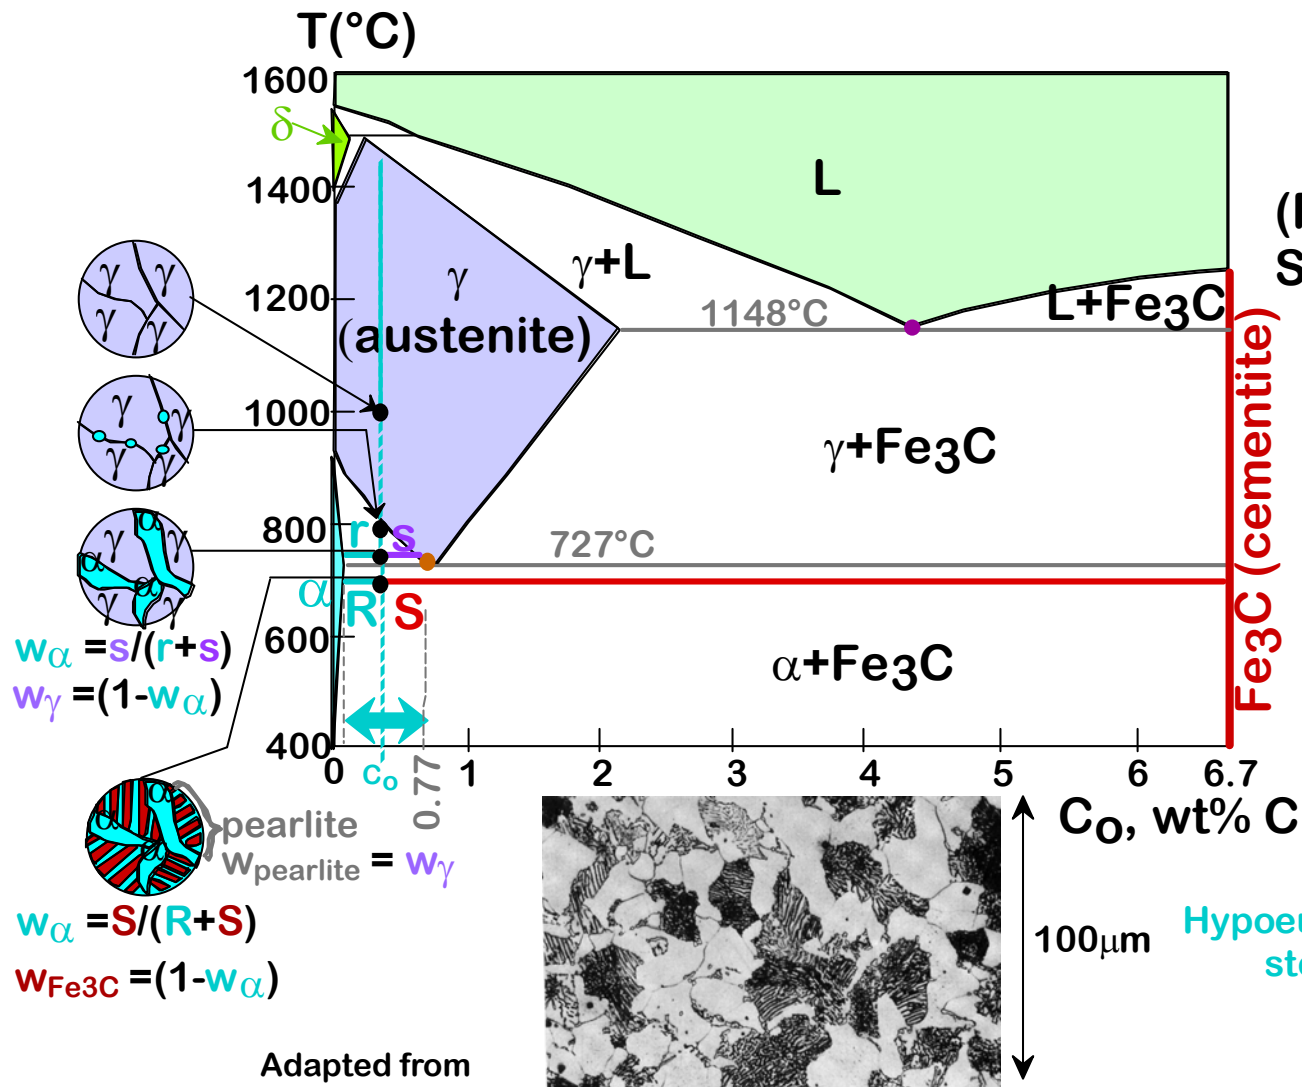 T(°C)
1600
δ
1400
L
(
S
γ+L
γ
(austenite)
1200
1148°C
L+Fe3C
γ γ
γ γ
1000
γ
γ
γ γ
γ+Fe3C
Fe3C (cementite)
800
r s
727°C
α γ
α α
γ γ
α
R S
600
wα =s/(r+s)
wγ =(1-wα)
α+Fe3C
400
0 Co 1 2 3 4 5 6 6.7
0.77
Co, wt% C
α
α
α
pearlite
wpearlite = wγ
wα =S/(R+S)
wFe3C =(1-wα)
100μm
Hypoeu
ste
Adapted from